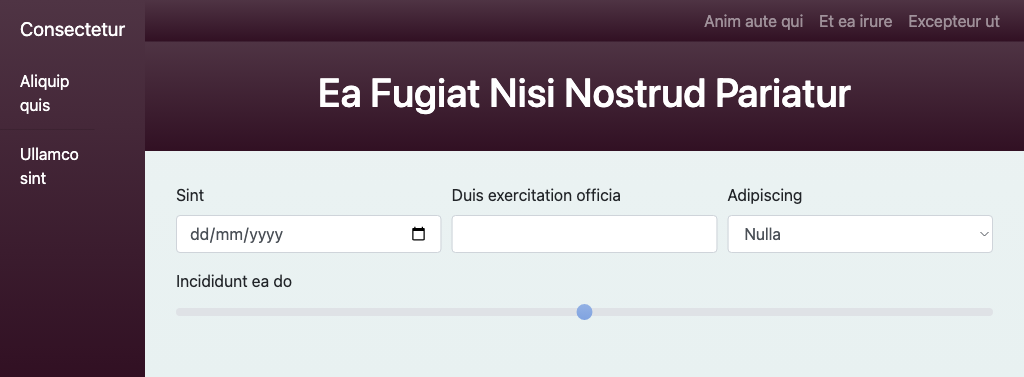 Consectetur
Aliquip
quis
Ullamco
sint
Anim aute qui Et ea irure Excepteur ut
Ea Fugiat Nisi Nostrud Pariatur
Sint Duis exercitation officia Adipiscing
dd/mm/yyyy Nulla
Incididunt ea do